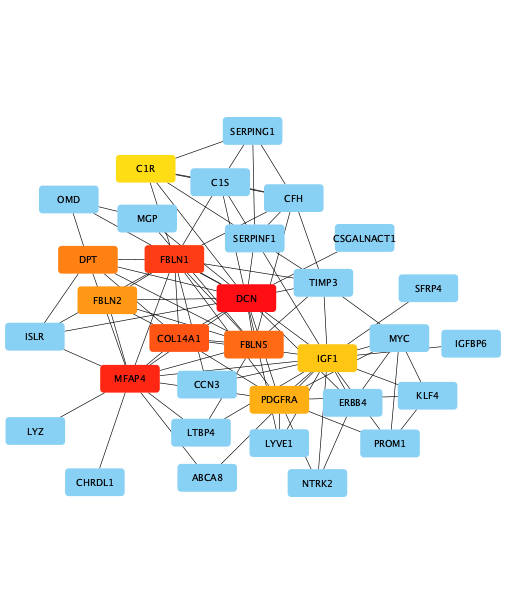 SERPING1
C1R
C1S
CFH
OMD
MGP
SERPINF1
CSGALNACT1
DPT
FBLN1
TIMP3
SFRP4
FBLN2
DCN
ISLR
COL14A1
FBLN5
MYC
IGFBP6
IGF1
MFAP4
CCN3
PDGFRA
ERBB4
KLF4
LYZ
LTBP4
LYVE1
PROM1
CHRDL1
ABCA8
NTRK2